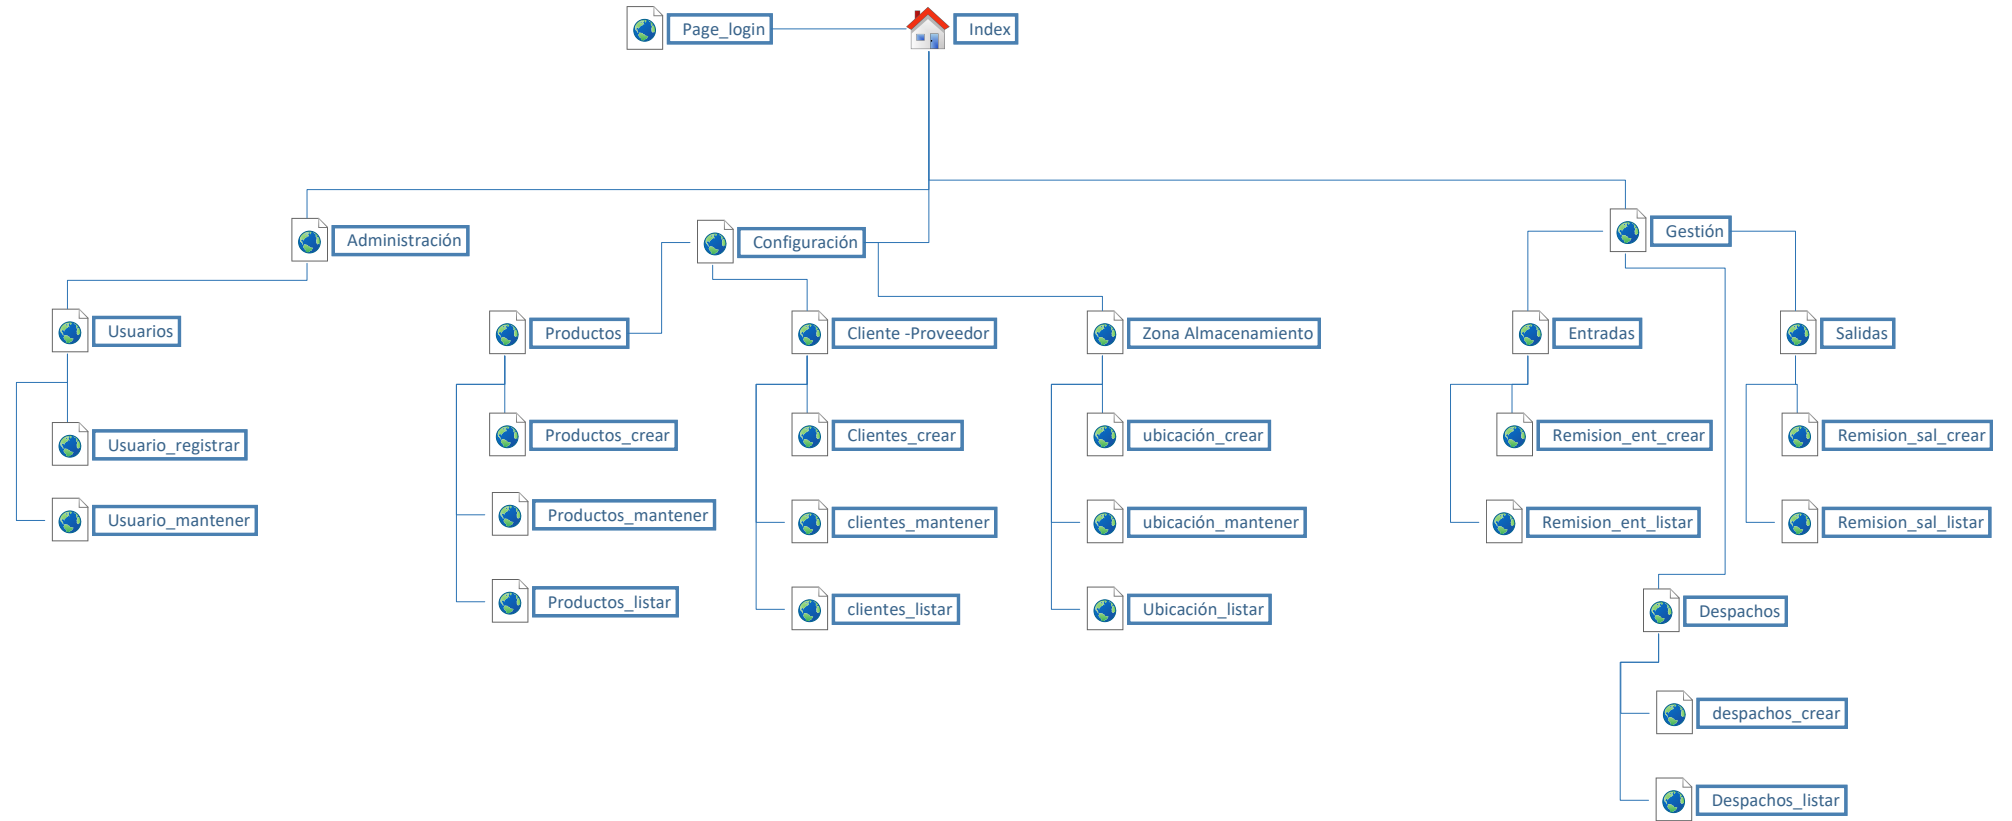 Page_login
Index
Administración
Configuración
Gestión
Usuarios
Productos
Cliente -Proveedor
Zona Almacenamiento
Entradas
Salidas
Usuario_registrar
Productos_crear
Clientes_crear
ubicación_crear
Remision_ent_crear
Remision_sal_crear
Usuario_mantener
Productos_mantener
clientes_mantener
ubicación_mantener
Remision_ent_listar
Remision_sal_listar
Productos_listar
clientes_listar
Ubicación_listar
Despachos
despachos_crear
Despachos_listar